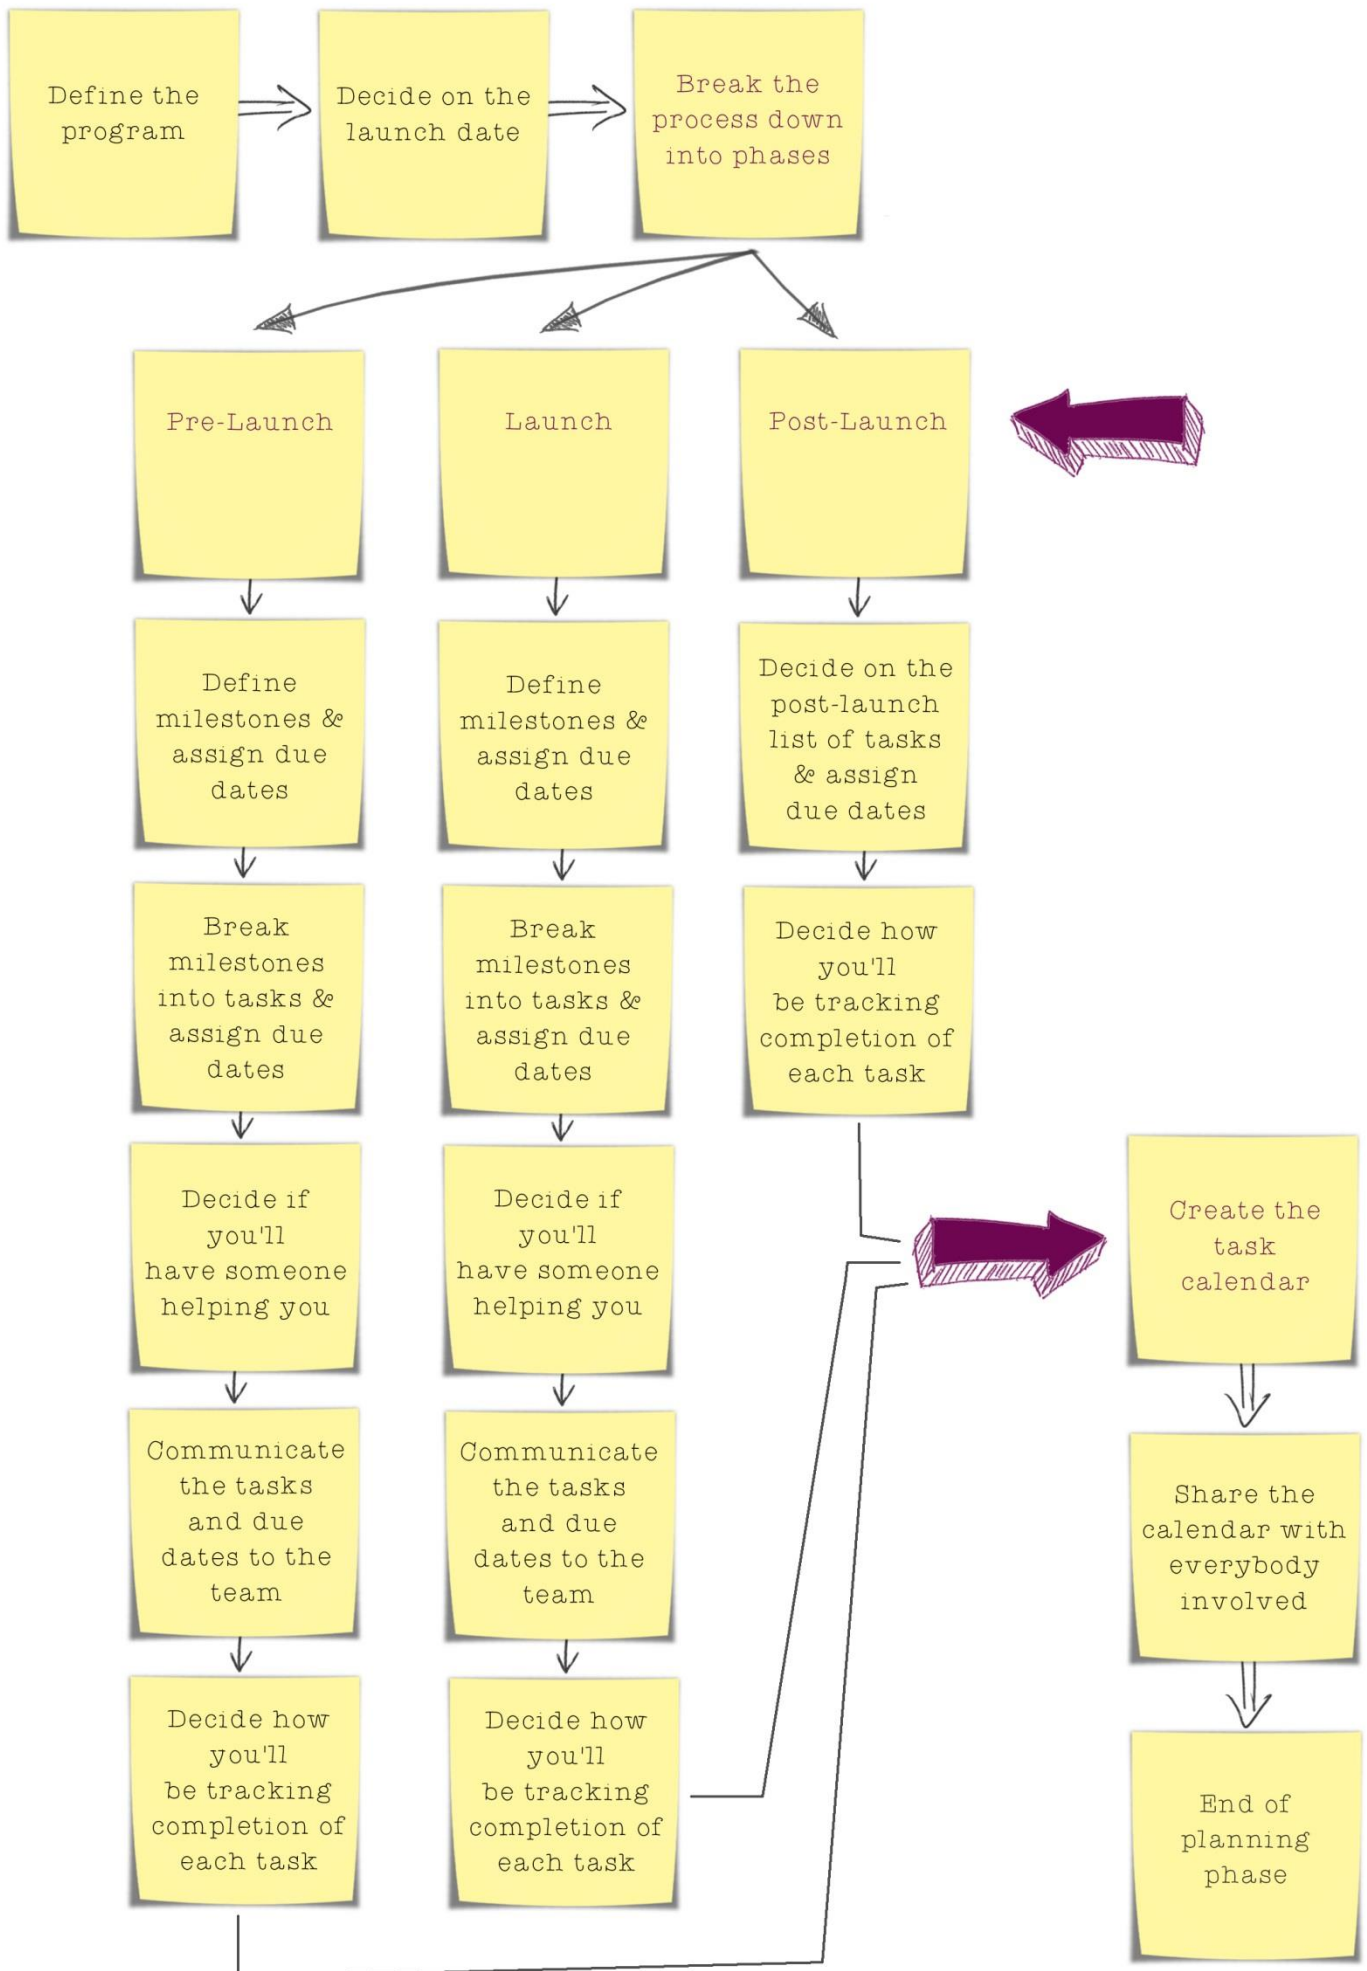 Define the
program
Decide on the
launch date
Break the
process down
into phases
Pre-Launch
Launch
Post-Launch
Define
milestones &
assign due
dates
Define
milestones &
assign due
dates
Decide on the
post-launch
list of tasks
& assign
due dates
Break
milestones
into tasks &
assign due
dates
Break
milestones
into tasks &
assign due
dates
Decide how
you'll
be tracking
completion of
each task
Decide if
you'll
have someone
helping you
Decide if
you'll
have someone
helping you
Create the
task
calendar
Communicate
the tasks
and due
dates to the
team
Communicate
the tasks
and due
dates to the
team
Share the
calendar with
everybody
involved
Decide how
you'll
be tracking
completion of
each task
Decide how
you'll
be tracking
completion of
each task
End of
planning
phase